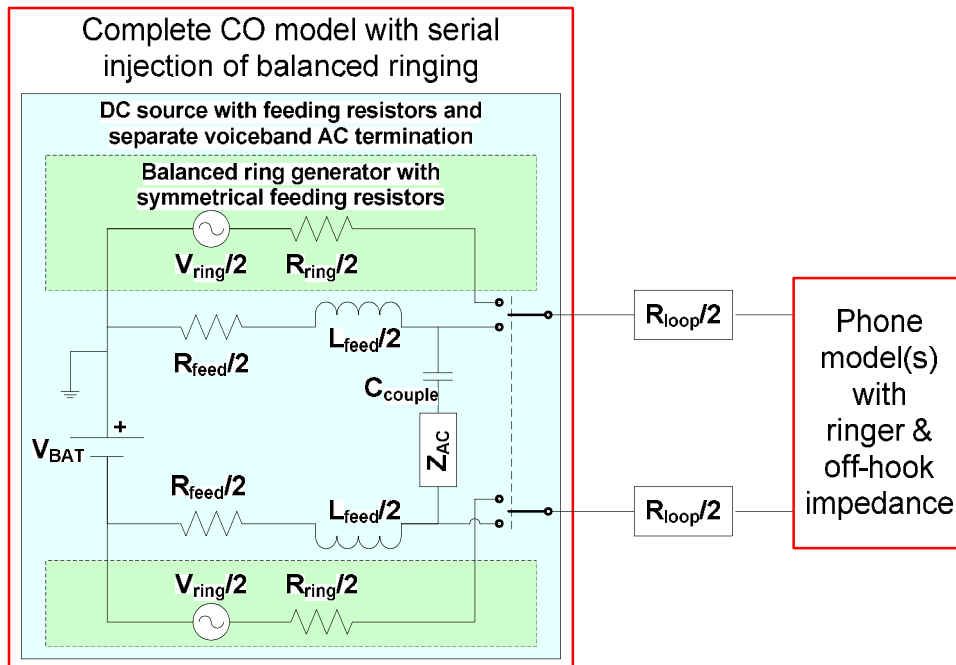 Complete CO model with serial
injection of balanced ringing
DC source with feeding resistors and
separate voiceband AC termination
Balanced ring generator with
symmetrical feeding resistors
Vring/2
Rring/2
Rfeed/2
Lfeed/2
Ccouple
ZAC
+
VBAT
Rfeed/2
Lfeed/2
Vring/2
Rring/2
Rloop/2
Rloop/2
Phone
model(s)
with
ringer &
off-hook
impedance